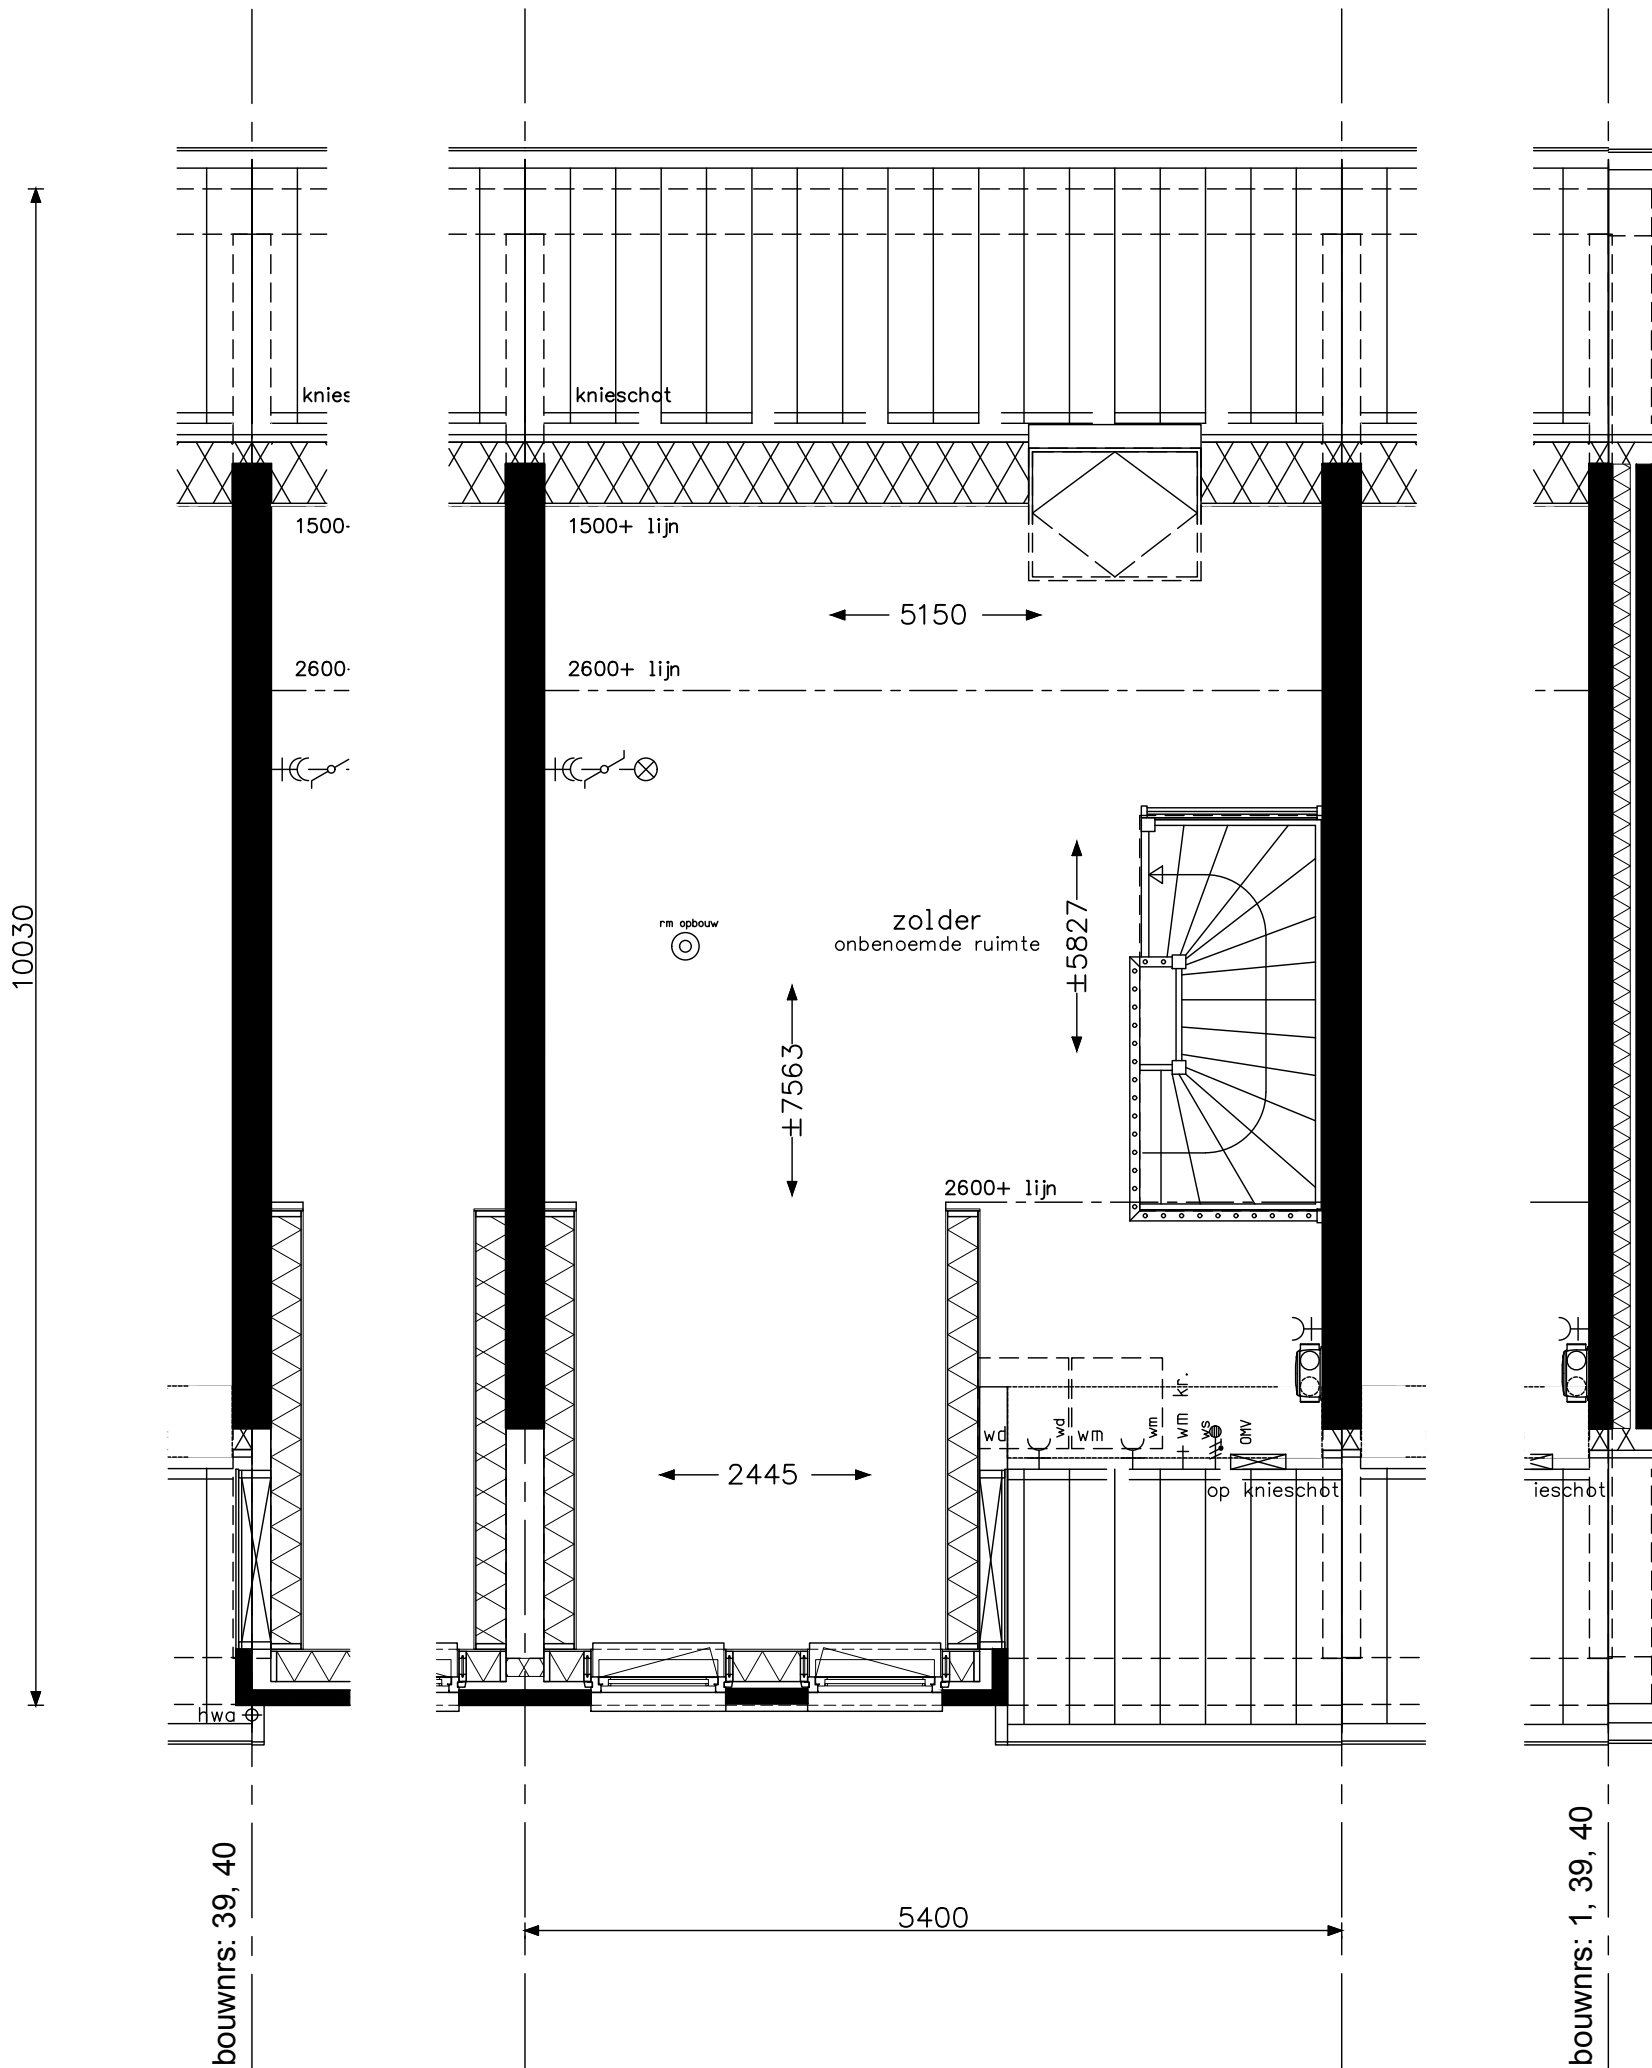 knies
knieschot
1500-
1500+ lijn
5150
2600-
2600+ lijn
rm opbouw
zolder
onbenoemde ruimte
±5827
10030
±7563
2600+ lijn
wd
wd
wm
wm
+wm kr.
ws
OMV
2445
op knieschot
ieschot
hwa
bouwnrs: 39, 40
bouwnrs: 1, 39, 40
5400